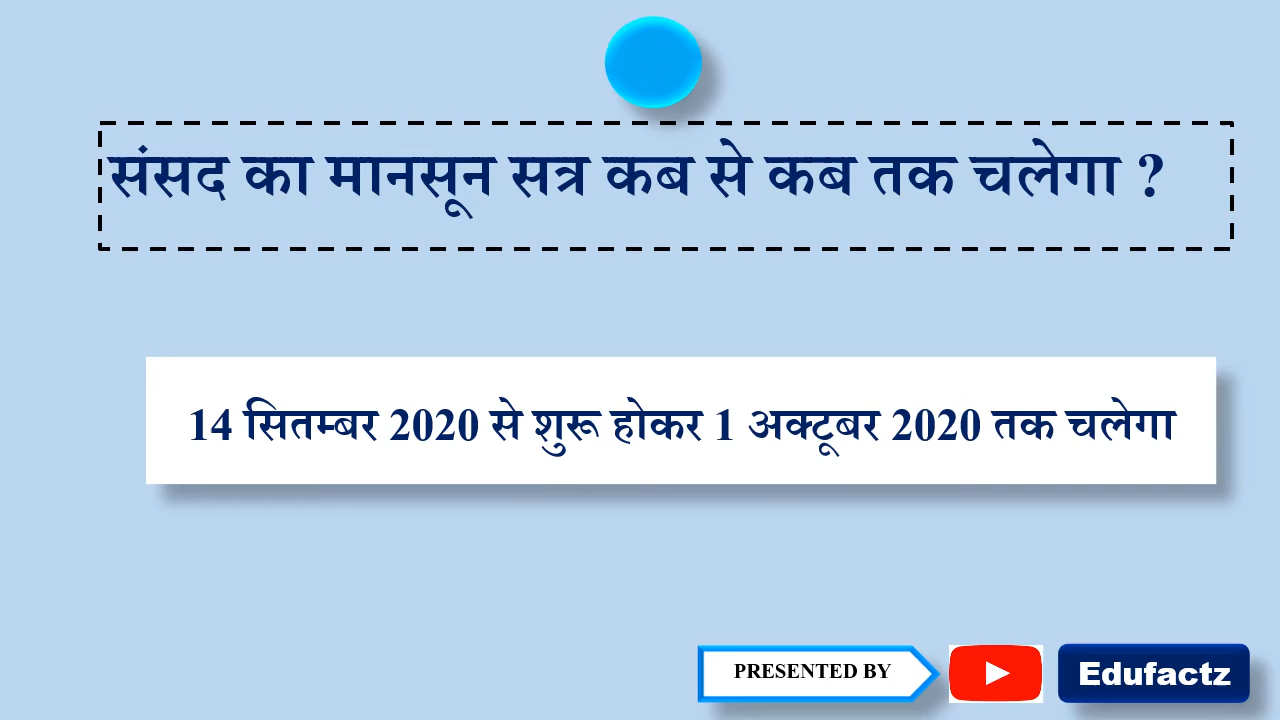 संसद का मानसून सत्र कब से कब तक चलेगा ?
14 सितम्बर 2020 से शुरू होकर 1 अक्टूबर 2020 तक चलेगा
PRESENTED BY
Edufactz